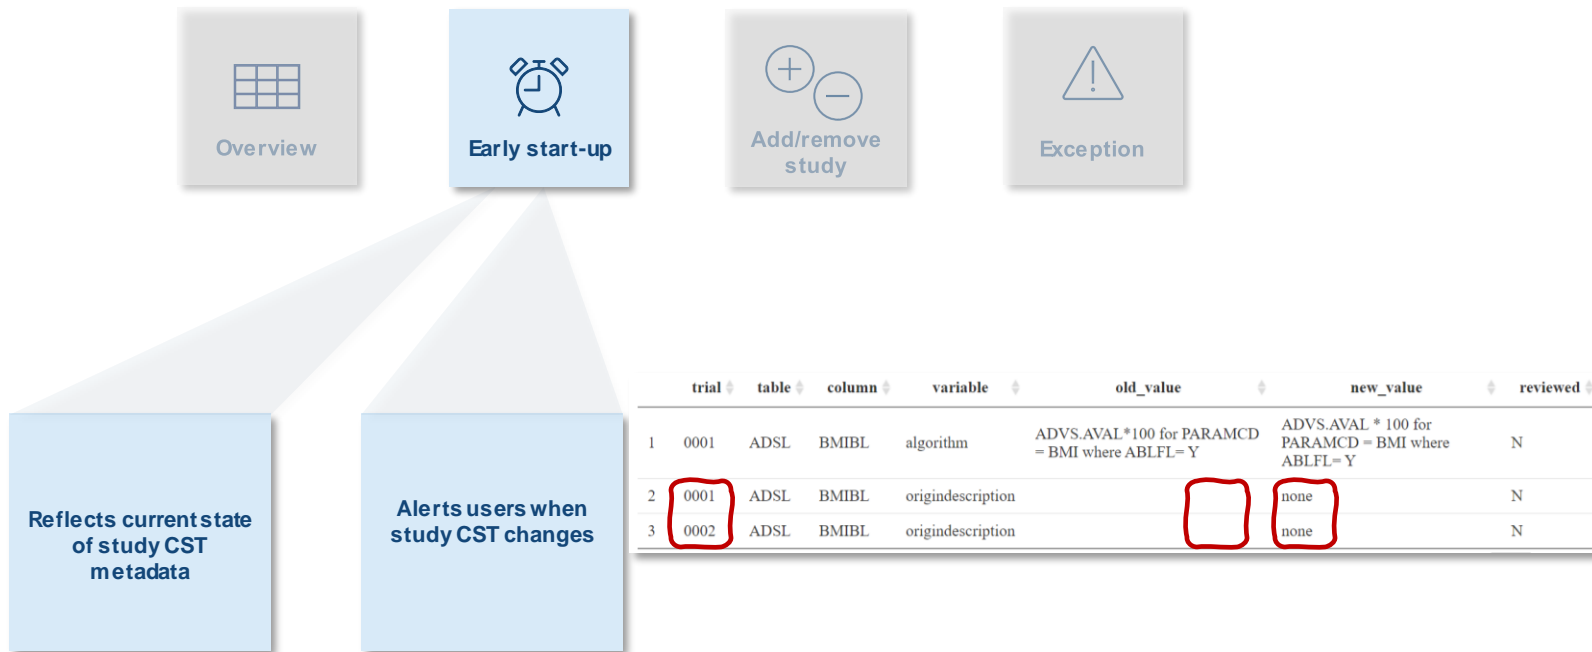 Overview
Early start-up
Add/remove
study
Exception
Reflects current state
of study CST
metadata
Alerts users when
study CST changes
trial table column variable old_value new_value reviewed
1 0001 ADSL BMIBL algorithm ADVS.AVAL*100 for PARAMCD
= BMI where ABLFL= Y
ADVS.AVAL * 100 for
PARAMCD = BMI where
ABLFL= Y
N
2 0001 ADSL BMIBL origindescription none N
3 0002 ADSL BMIBL origindescription none N